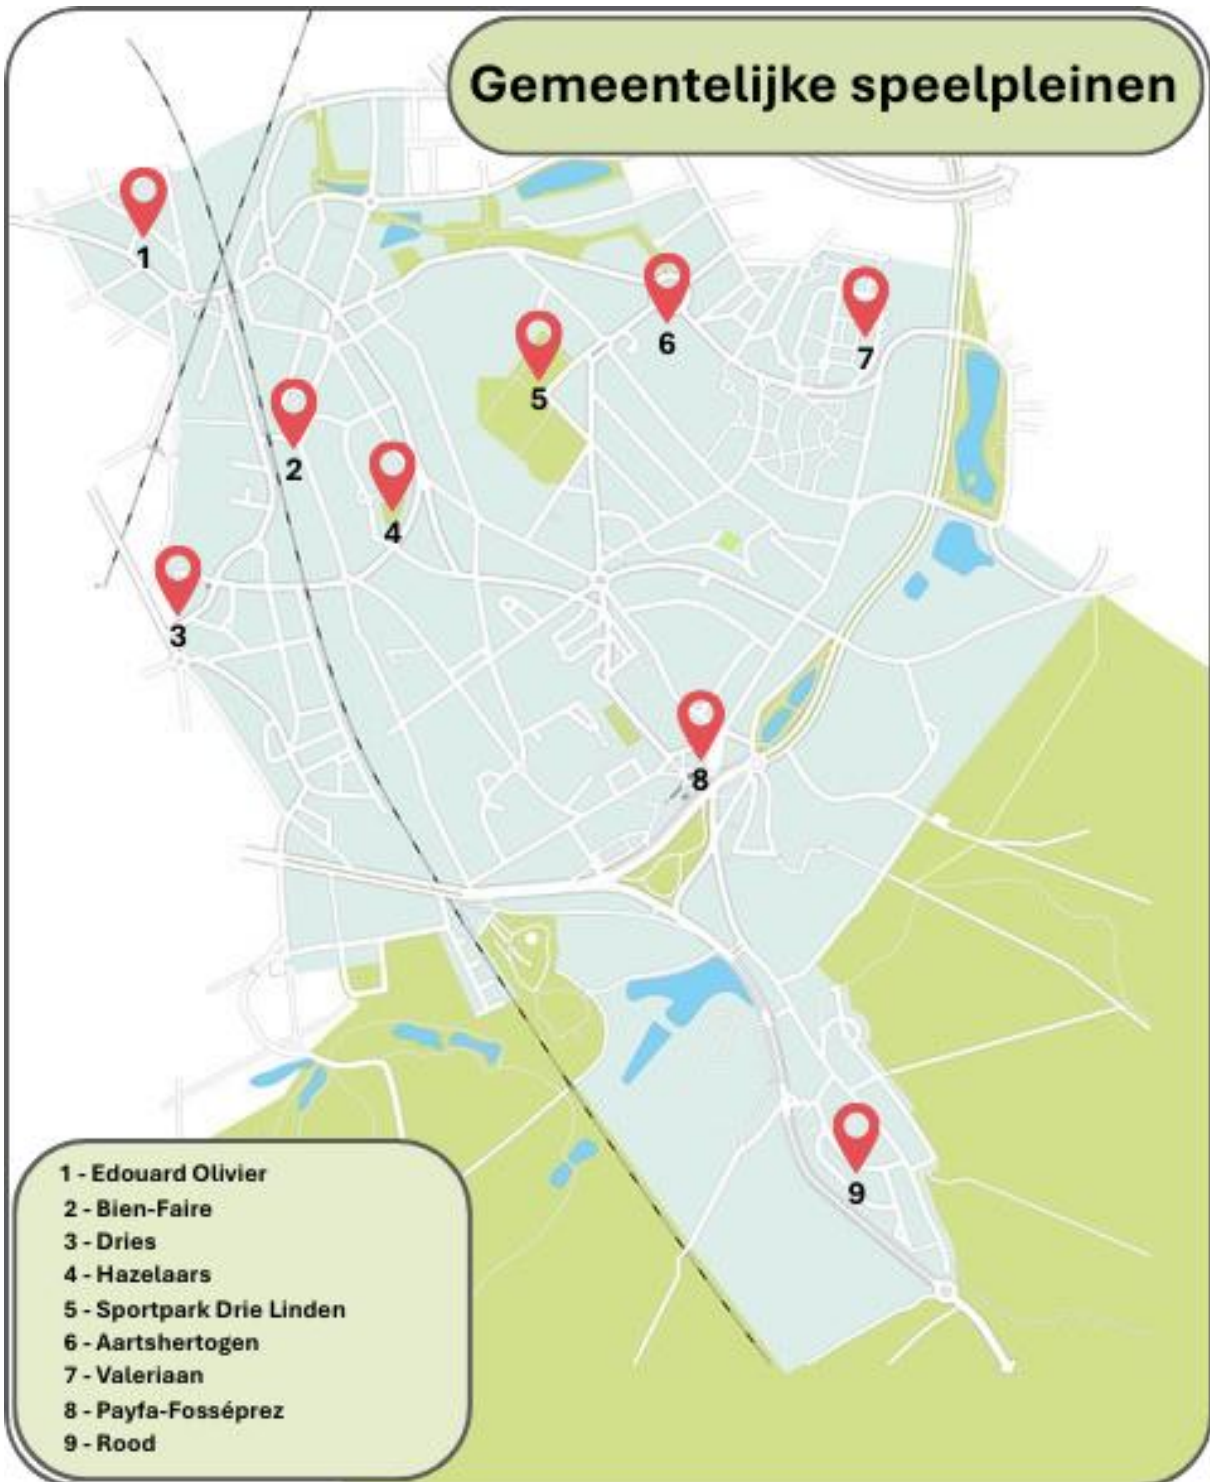 Gemeentelijke speelpleinen
1
6
7
5
2
4
3
8
9
1 - Edouard Olivier
2 - Bien-Faire
3 - Dries
4 - Hazelaars
5 - Sportpark Drie Linden
6 - Aartshertogen
7 - Valeriaan
8 - Payfa-Fosséprez
9 - Rood